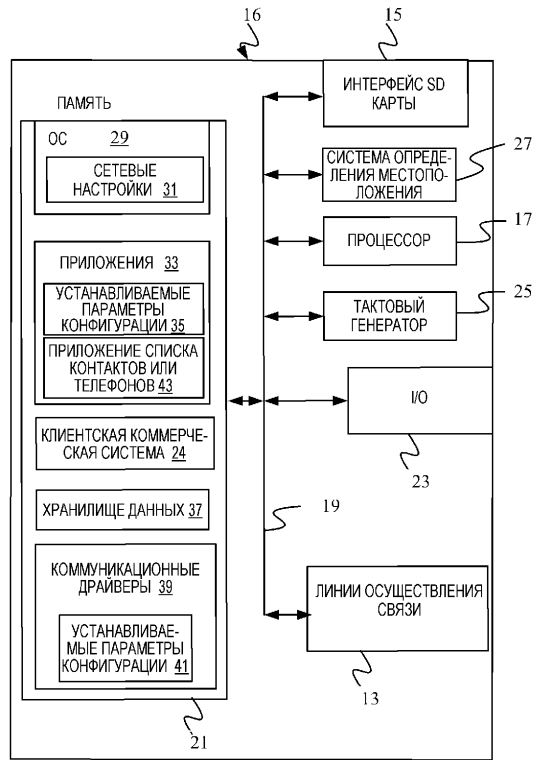 16
15
ИНТЕРФЕЙС SD
КАРТЫ
ПАМЯТЬ
ОС 29
СЕТЕВЫЕ
НАСТРОЙКИ 31
27
СИСТЕМА ОПРЕДЕ-
ЛЕНИЯ МЕСТОПО-
ЛОЖЕНИЯ
ПРОЦЕССОР
17
ПРИЛОЖЕНИЯ 33
УСТАНАВЛИВАЕМЫЕ
ПАРАМЕТРЫ
КОНФИГУРАЦИИ 35
ПРИЛОЖЕНИЕ СПИСКА
КОНТАКТОВ ИЛИ
ТЕЛЕФОНОВ 43
25
ТАКТОВЫЙ
ГЕНЕРАТОР
I/O
23
КЛИЕНТСКАЯ КОММЕРЧЕ-
СКАЯ СИСТЕМА 24
ХРАНИЛИЩЕ ДАННЫХ 37
19
КОММУНИКАЦИОННЫЕ
ДРАЙВЕРЫ 39
УСТАНАВЛИВАЕ-
МЫЕ ПАРАМЕТРЫ
КОНФИГУРАЦИИ 41
ЛИНИИ ОСУЩЕСТВЛЕНИЯ
СВЯЗИ
13
21